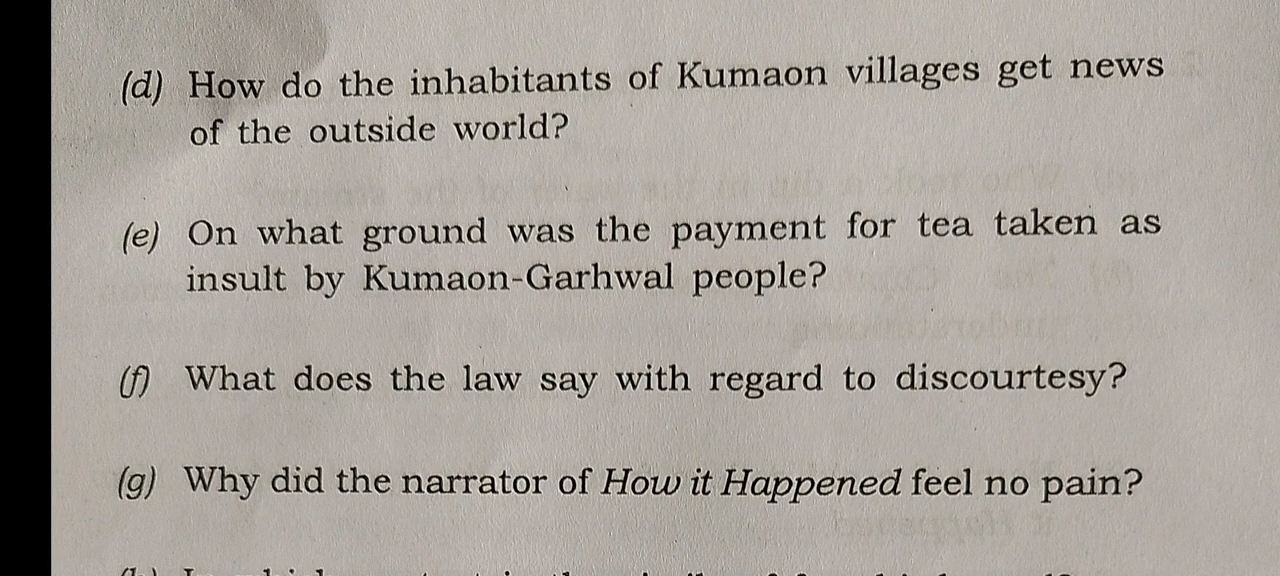 (d) How do the inhabitants of Kumaon villages get news
of the outside world?
(e) On what ground was the payment for tea taken as
insult by Kumaon-Garhwal people?
(f) What does the law say with regard to discourtesy?
(g) Why did the narrator of How it Happened feel no pain?